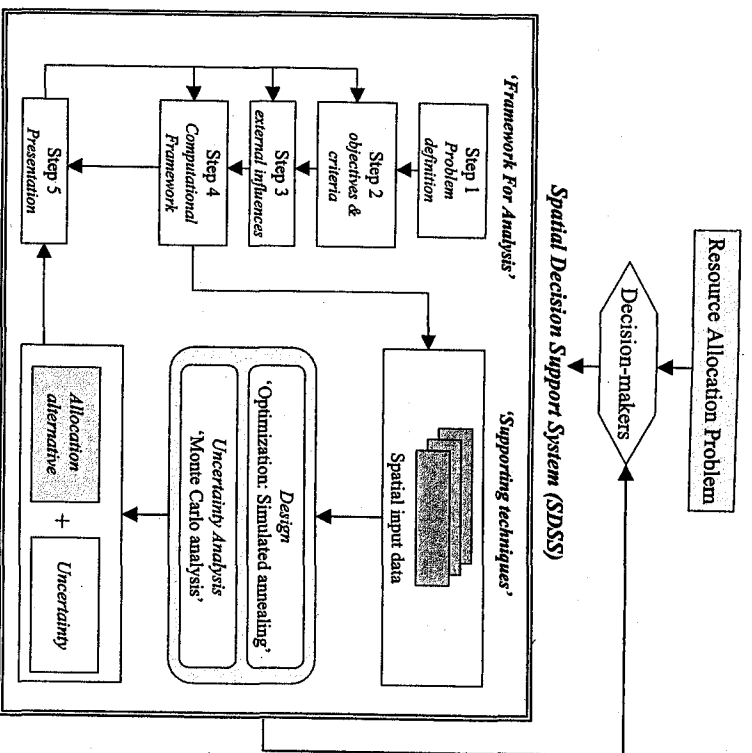 Resource Allocation Problem
Decision-makers
Spatial Decision Support System (SDSS)
'Framework For Analysis'
Step 1
Problem
definition
Step 2
objectives &
criteria
Step 3
external influences
Step 4
Computational
Framework
Step 5
Presentation
'Supporting techniques'
Spatial input data
Design
'Optimization: Simulated annealing'
Uncertainty Analysis
'Monte Carlo analysis'
Allocation
alternative
+
Uncertainty